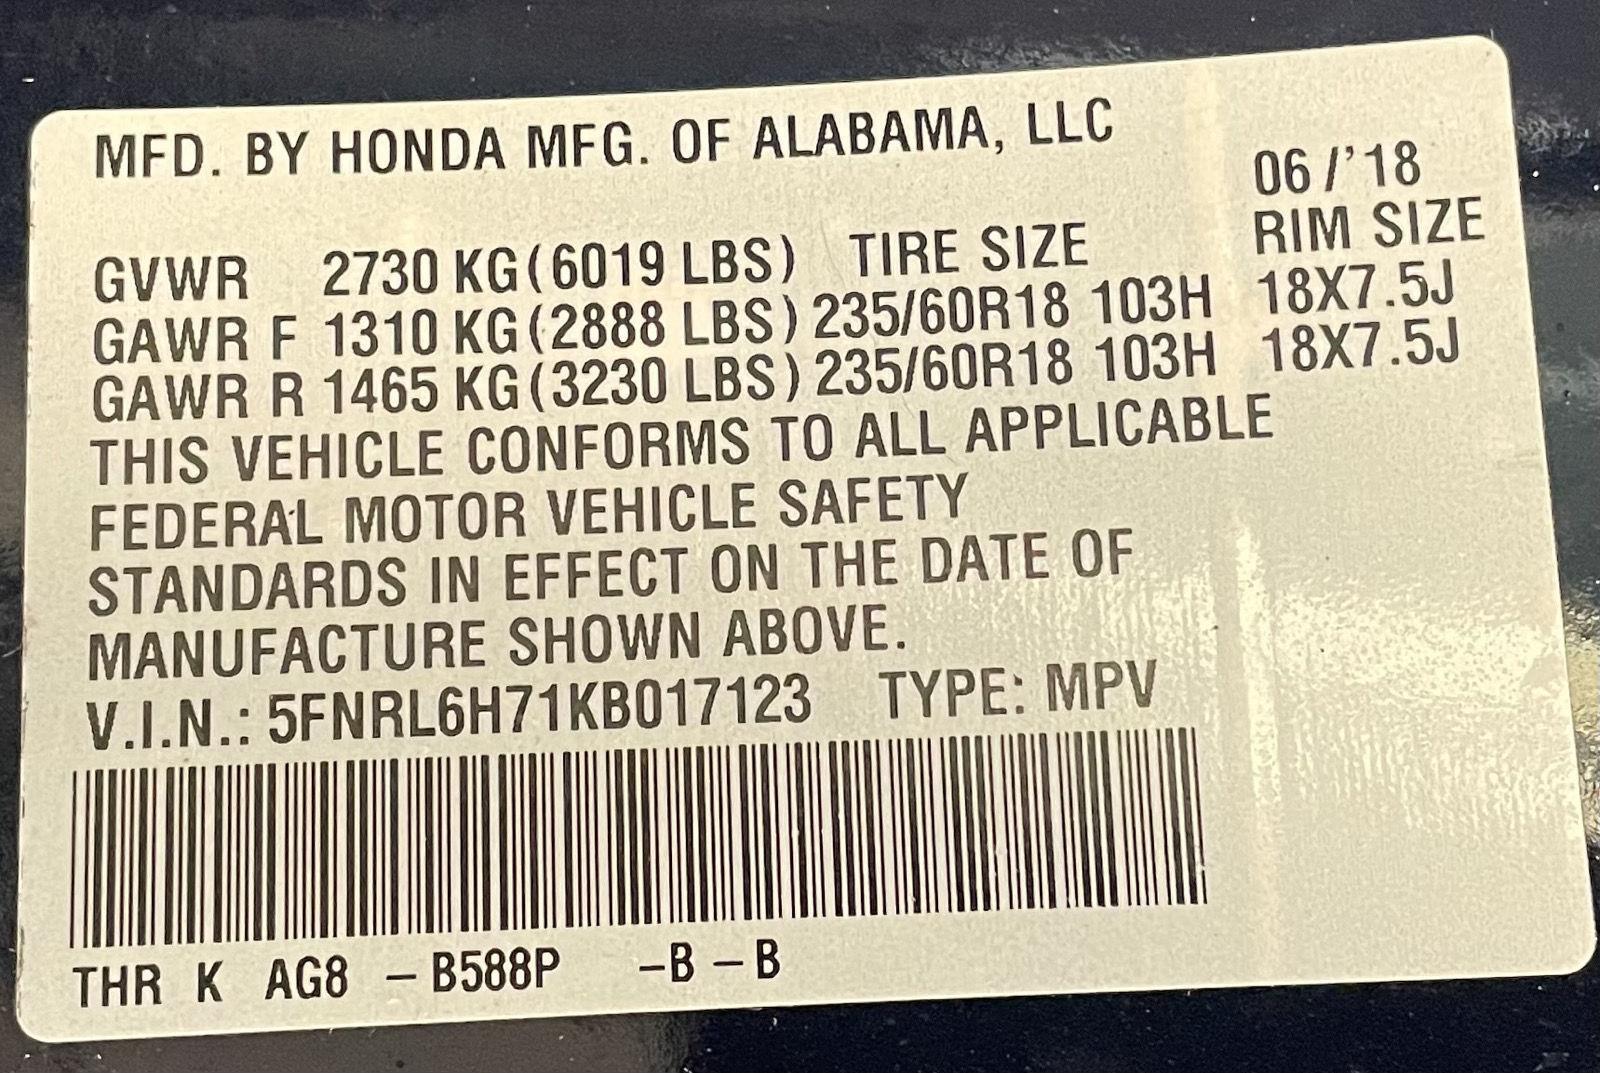 MFD. BY HONDA MFG. OF ALABAMA, LLC
06/'18
GVWR 2730 KG(6019 LBS) TIRE SIZE RIM SIZE
GAWR F 1310 KG(2888 LBS) 235/60R18 103H 18X7.5J
GAWR R 1465 KG(3230 LBS) 235/60R18 103H 18X7.5J
THIS VEHICLE CONFORMS TO ALL APPLICABLE
FEDERAL MOTOR VEHICLE SAFETY
STANDARDS IN EFFECT ON THE DATE OF
MANUFACTURE SHOWN ABOVE.
V.I.N.: 5FNRL6H71KB017123 TYPE: MPV
THR K AG8 – B588P –B – B